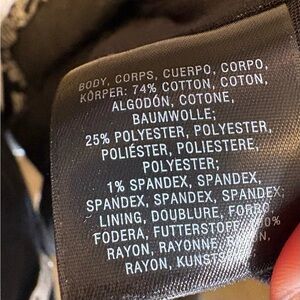 BODY, CORPS, CUERPO, CORPO,
KÖRPER: 74% COTTON, COTON,
ALGODÓN, COTONE,
BAUMWOLLE;
25% POLYESTER, POLYESTER,
POLIÉSTER, POLIESTERE,
POLYESTER;
1% SPANDEX, SPANDEX,
SPANDEX, SPANDEX, SPANDEX;
LINING, DOUBLURE, FORRO,
FODERA, FUTTERSTOFF:
RAYON, RAYONNE,
RAYON,